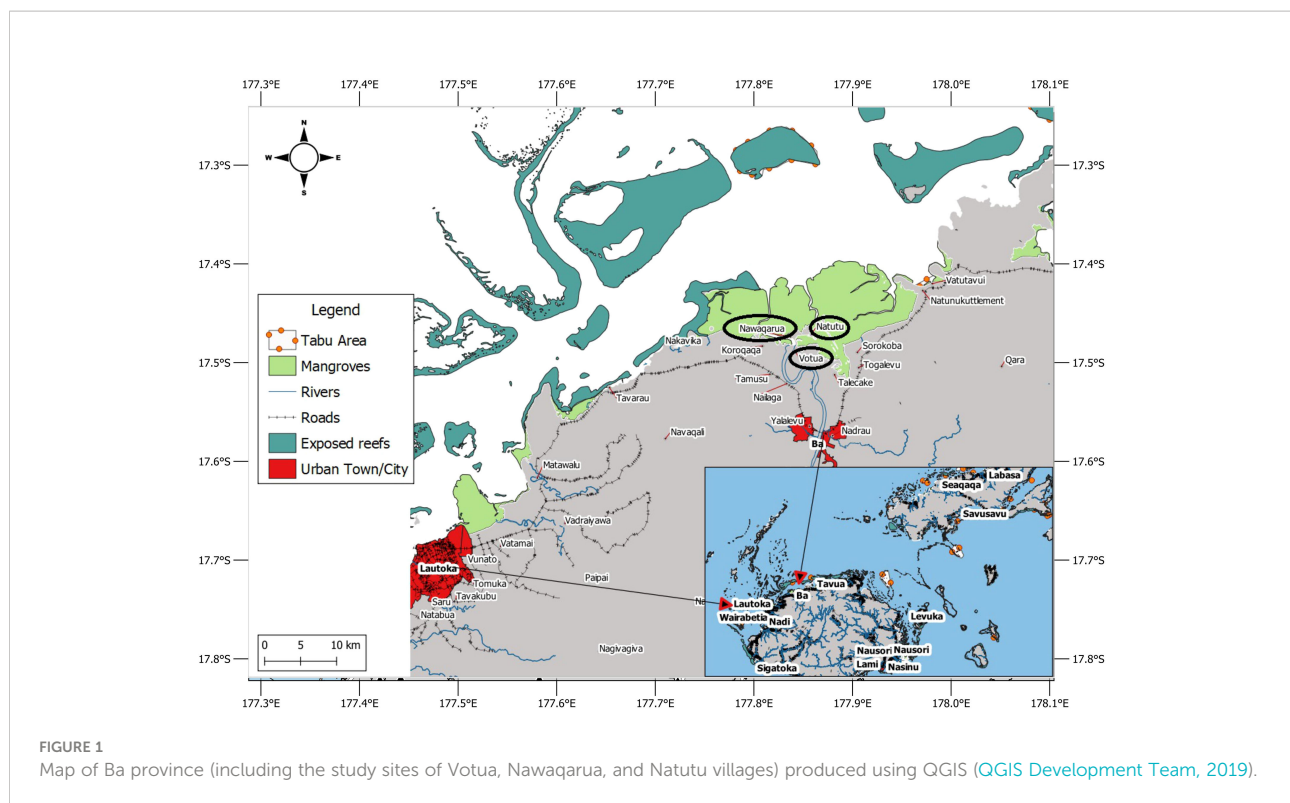 177.3°E 177.4°E 177.5°E 177.6°E 177.7°E 177.8°E 177.9°E 178.0°E 178.1°E
N
W E
S
17.3°S 17.3°S
17.4°S 17.4°S
Vatutavui
Natunukuttlement
Legend
Tabu Area
Mangroves
Rivers
Roads
Exposed reefs
Urban Town/City
Nawaqarua
Natutu
Nakavika
Koroqaqa
Sorokoba
Votua
Togalevu
Qara
17.5°S 17.5°S
Tamusu
Talecake
Nailaga
Tavarau
Yalalevu
Nadrau
Navaqali
Ba
17.6°S 17.6°S
Matawalu
Vadraiyawa
Vatamai
Vunato
17.7°S 17.7°S
Lautoka
Tomuka
Paipai
Tavakubu
Saru
Na
Natabua
Nagivagiva
0 5 10 km
17.8°S 17.8°S
Labasa
Seaqaqa
Savusavu
Tavua
Ba
Lautoka
Wairabetia
Nadi
Levuka
Nausori Nausori
Lami Nasinu
Sigatoka
177.3°E 177.4°E 177.5°E 177.6°E 177.7°E 177.8°E 177.9°E 178.0°E 178.1°E
FIGURE 1
Map of Ba province (including the study sites of Votua, Nawaqarua, and Natutu villages) produced using QGIS (QGIS Development Team, 2019).